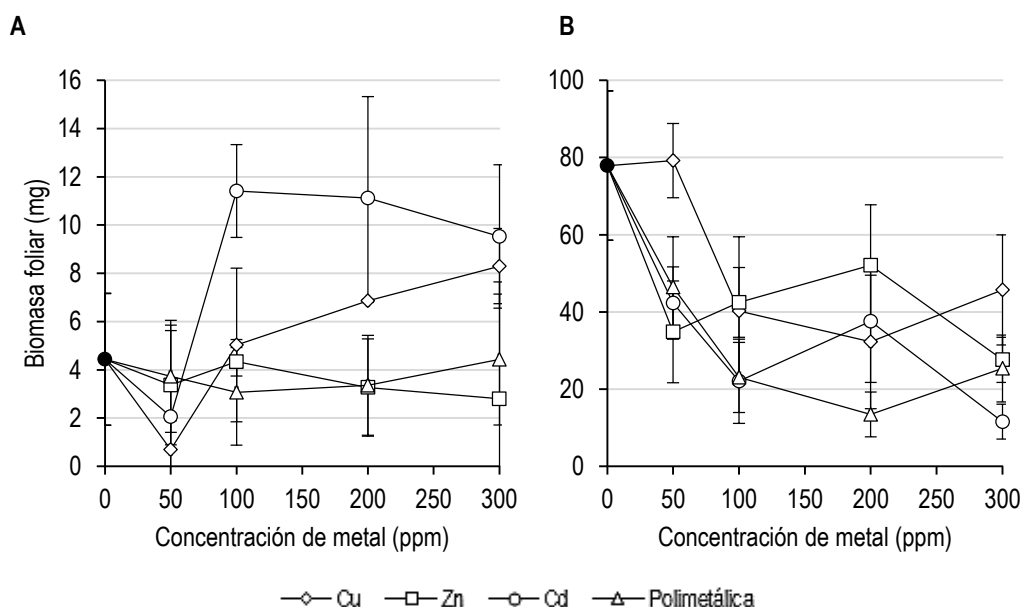 A
B
16
14
12
10
8
6
4
2
0
Biomasa foliar (mg)
0 50 100 150 200 250 300
Concentración de metal (ppm)
100
80
60
40
20
0
0 50 100 150 200 250 300
Concentración de metal (ppm)
Cu Zn Cd Polimetálica